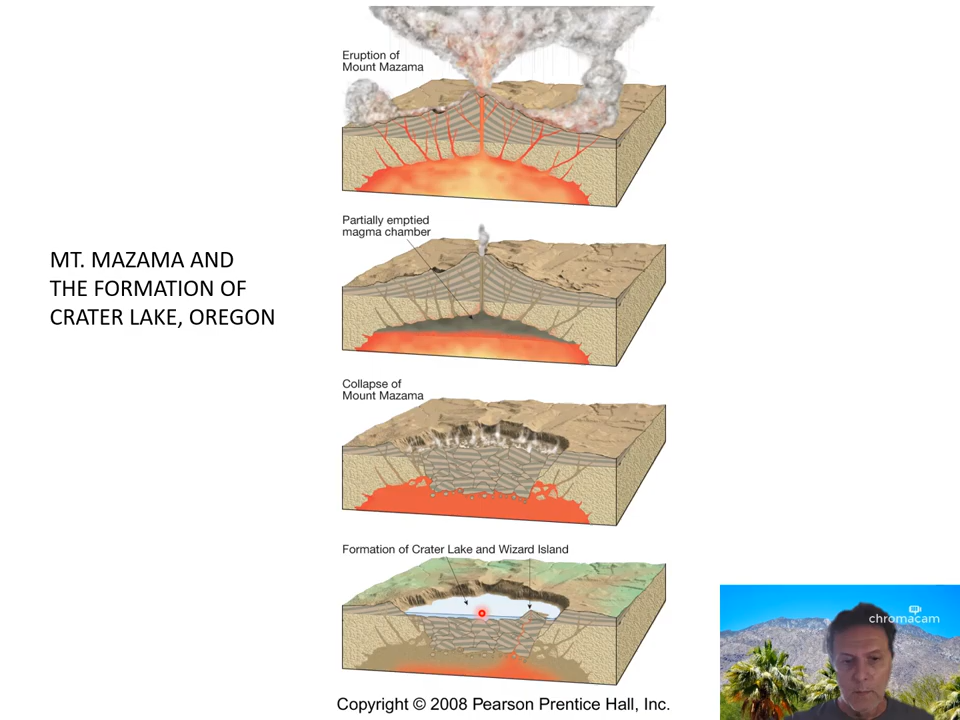 Eruption of
Mount Mazama
Partially emptied
magma chamber
MT. MAZAMA AND
THE FORMATION OF
CRATER LAKE, OREGON
Collapse of
Mount Mazama
Formation of Crater Lake and Wizard Island
chromacam
Copyright © 2008 Pearson Prentice Hall, Inc.